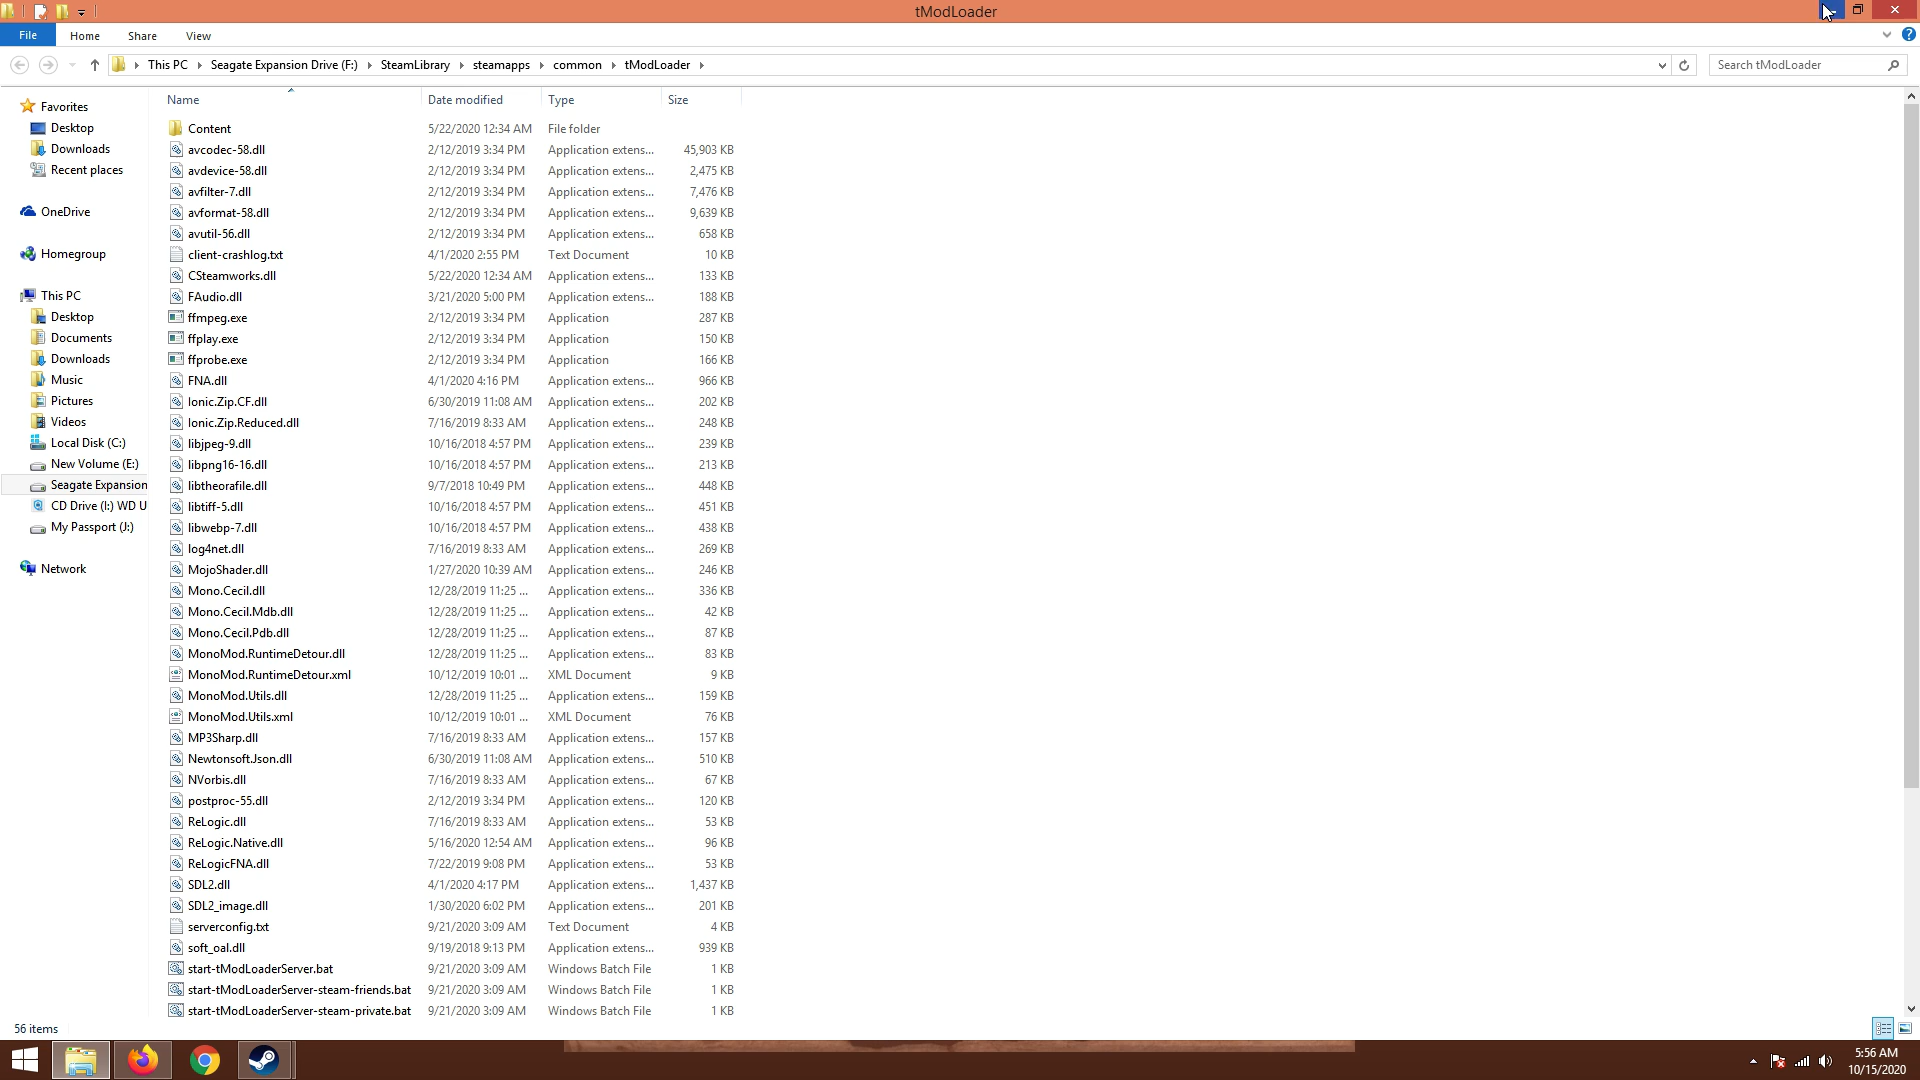 tModLoader
File Home Share View
This PC Seagate Expansion Drive (F:) SteamLibrary steamapps common tModLoader Search tModLoader
Name Date modified Type Size
Favorites
Desktop
Downloads
Recent places
OneDrive
Homegroup
This PC
Desktop
Documents
Downloads
Music
Pictures
Videos
Local Disk (C:)
New Volume (E:)
Seagate Expansion
CD Drive (I:) WD U
My Passport (J:)
Network
Content 5/22/2020 12:34 AM File folder
avcodec-58.dll 2/12/2019 3:34 PM Application extens... 45,903 KB
avdevice-58.dll 2/12/2019 3:34 PM Application extens... 2,475 KB
avfilter-7.dll 2/12/2019 3:34 PM Application extens... 7,476 KB
avformat-58.dll 2/12/2019 3:34 PM Application extens... 9,639 KB
avutil-56.dll 2/12/2019 3:34 PM Application extens... 658 KB
client-crashlog.txt 4/1/2020 2:55 PM Text Document 10 KB
CSteamworks.dll 5/22/2020 12:34 AM Application extens... 133 KB
FAudio.dll 3/21/2020 5:00 PM Application extens... 188 KB
ffmpeg.exe 2/12/2019 3:34 PM Application 287 KB
ffplay.exe 2/12/2019 3:34 PM Application 150 KB
ffprobe.exe 2/12/2019 3:34 PM Application 166 KB
FNA.dll 4/1/2020 4:16 PM Application extens... 966 KB
Ionic.Zip.CF.dll 6/30/2019 11:08 AM Application extens... 202 KB
Ionic.Zip.Reduced.dll 7/16/2019 8:33 AM Application extens... 248 KB
libjpeg-9.dll 10/16/2018 4:57 PM Application extens... 239 KB
libpng16-16.dll 10/16/2018 4:57 PM Application extens... 213 KB
libtheorafile.dll 9/7/2018 10:49 PM Application extens... 448 KB
libtiff-5.dll 10/16/2018 4:57 PM Application extens... 451 KB
libwebp-7.dll 10/16/2018 4:57 PM Application extens... 438 KB
log4net.dll 7/16/2019 8:33 AM Application extens... 269 KB
MojoShader.dll 1/27/2020 10:39 AM Application extens... 246 KB
Mono.Cecil.dll 12/28/2019 11:25 ... Application extens... 336 KB
Mono.Cecil.Mdb.dll 12/28/2019 11:25 ... Application extens... 42 KB
Mono.Cecil.Pdb.dll 12/28/2019 11:25 ... Application extens... 87 KB
MonoMod.RuntimeDetour.dll 12/28/2019 11:25 ... Application extens... 83 KB
MonoMod.RuntimeDetour.xml 10/12/2019 10:01 ... XML Document 9 KB
MonoMod.Utils.dll 12/28/2019 11:25 ... Application extens... 159 KB
MonoMod.Utils.xml 10/12/2019 10:01 ... XML Document 76 KB
MP3Sharp.dll 7/16/2019 8:33 AM Application extens... 157 KB
Newtonsoft.Json.dll 6/30/2019 11:08 AM Application extens... 510 KB
NVorbis.dll 7/16/2019 8:33 AM Application extens... 67 KB
postproc-55.dll 2/12/2019 3:34 PM Application extens... 120 KB
ReLogic.dll 7/16/2019 8:33 AM Application extens... 53 KB
ReLogic.Native.dll 5/16/2020 12:54 AM Application extens... 96 KB
ReLogicFNA.dll 7/22/2019 9:08 PM Application extens... 53 KB
SDL2.dll 4/1/2020 4:17 PM Application extens... 1,437 KB
SDL2_image.dll 1/30/2020 6:02 PM Application extens... 201 KB
serverconfig.txt 9/21/2020 3:09 AM Text Document 4 KB
soft_oal.dll 9/19/2018 9:13 PM Application extens... 939 KB
start-tModLoaderServer.bat 9/21/2020 3:09 AM Windows Batch File 1 KB
start-tModLoaderServer-steam-friends.bat 9/21/2020 3:09 AM Windows Batch File 1 KB
start-tModLoaderServer-steam-private.bat 9/21/2020 3:09 AM Windows Batch File 1 KB
56 items
5:56 AM
10/15/2020